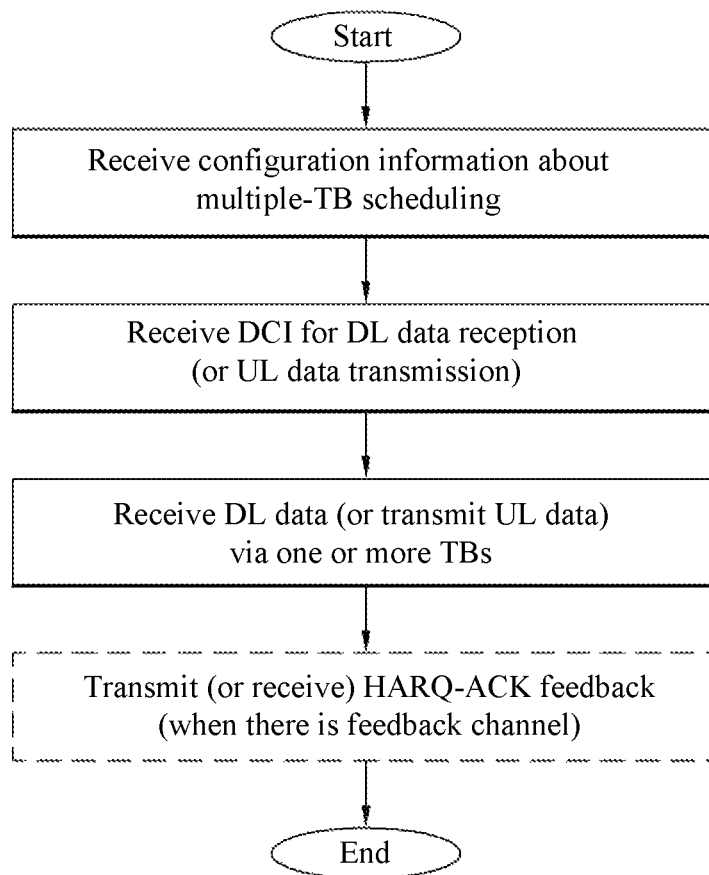 Start
Receive configuration information about
multiple-TB scheduling
Receive DCI for DL data reception
(or UL data transmission)
Receive DL data (or transmit UL data)
via one or more TBs
Transmit (or receive) HARQ-ACK feedback
(when there is feedback channel)
End